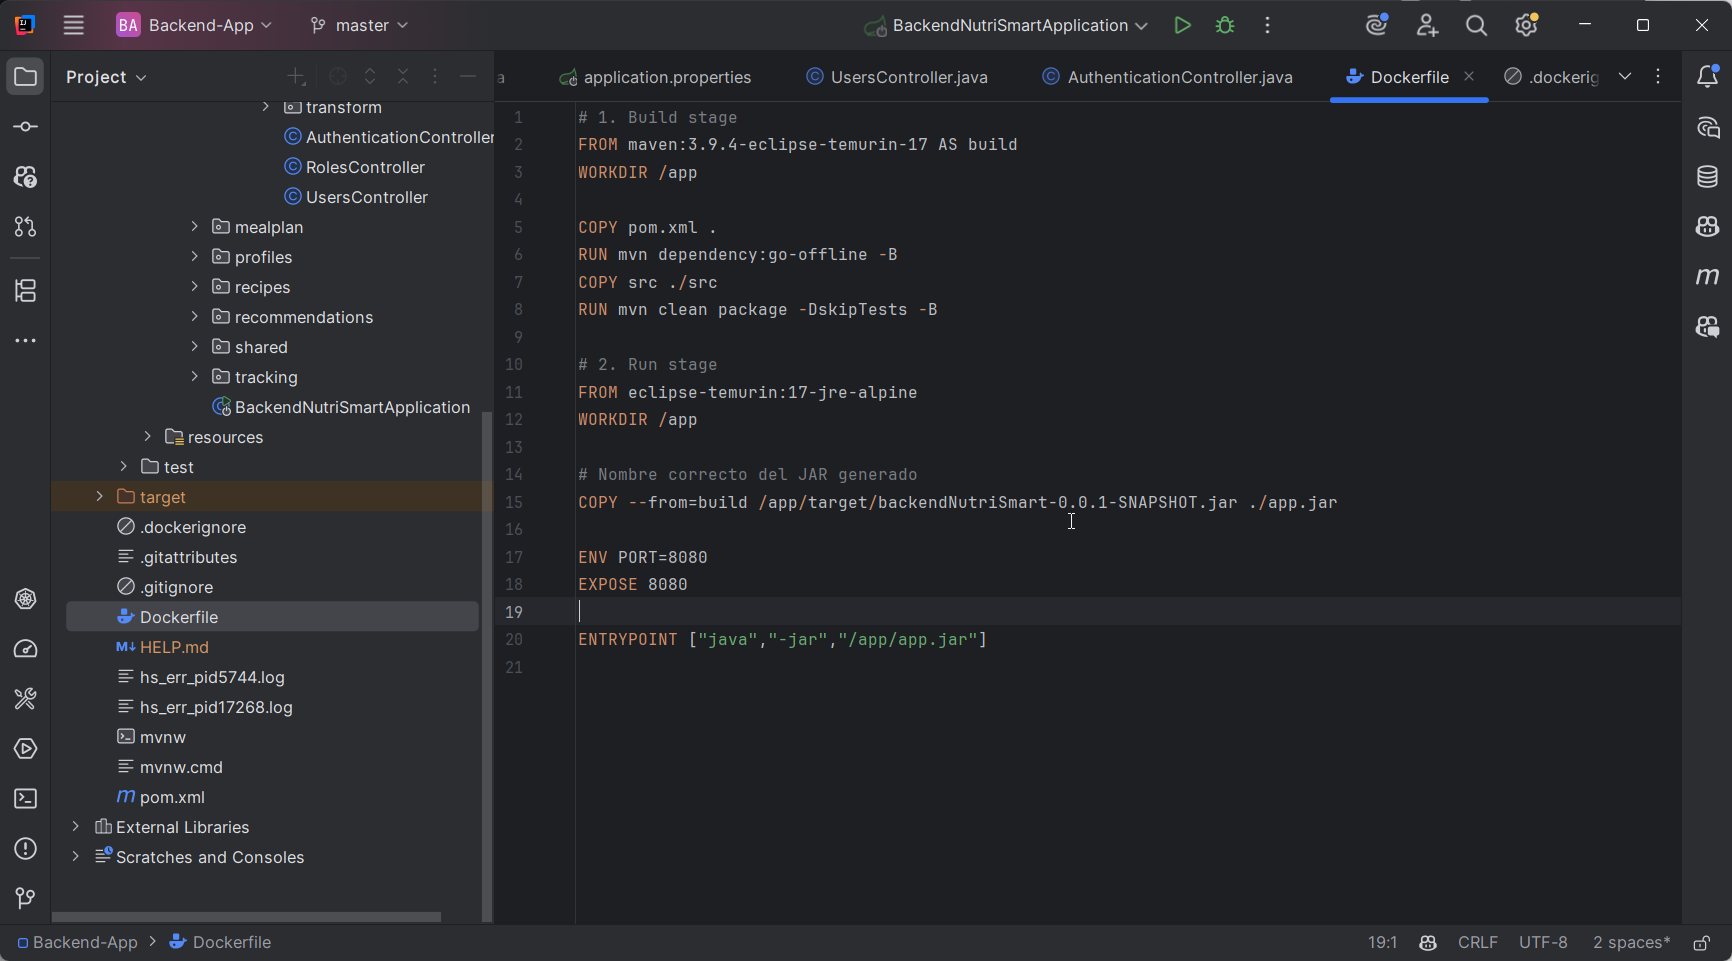 BA Backend-App master BackendNutriSmartApplication
Project
a application.properties UsersController.java AuthenticationController.java Dockerfile .dockerig
transform
AuthenticationController
RolesController
UsersController
mealplan
profiles
recipes
recommendations
shared
tracking
BackendNutriSmartApplication
resources
test
target
.dockerignore
.gitattributes
.gitignore
Dockerfile
HELP.md
hs_err_pid5744.log
hs_err_pid17268.log
mvnw
mvnw.cmd
pom.xml
External Libraries
Scratches and Consoles
1 # 1. Build stage
2 FROM maven:3.9.4-eclipse-temurin-17 AS build
3 WORKDIR /app
4
5 COPY pom.xml .
6 RUN mvn dependency:go-offline -B
7 COPY src ./src
8 RUN mvn clean package -DskipTests -B
9
10 # 2. Run stage
11 FROM eclipse-temurin:17-jre-alpine
12 WORKDIR /app
13
14 # Nombre correcto del JAR generado
15 COPY --from=build /app/target/backendNutriSmart-0.0.1-SNAPSHOT.jar ./app.jar
16
17 ENV PORT=8080
18 EXPOSE 8080
19
20 ENTRYPOINT ["java","-jar","/app/app.jar"]
21
Backend-App Dockerfile 19:1 CRLF UTF-8 2 spaces*